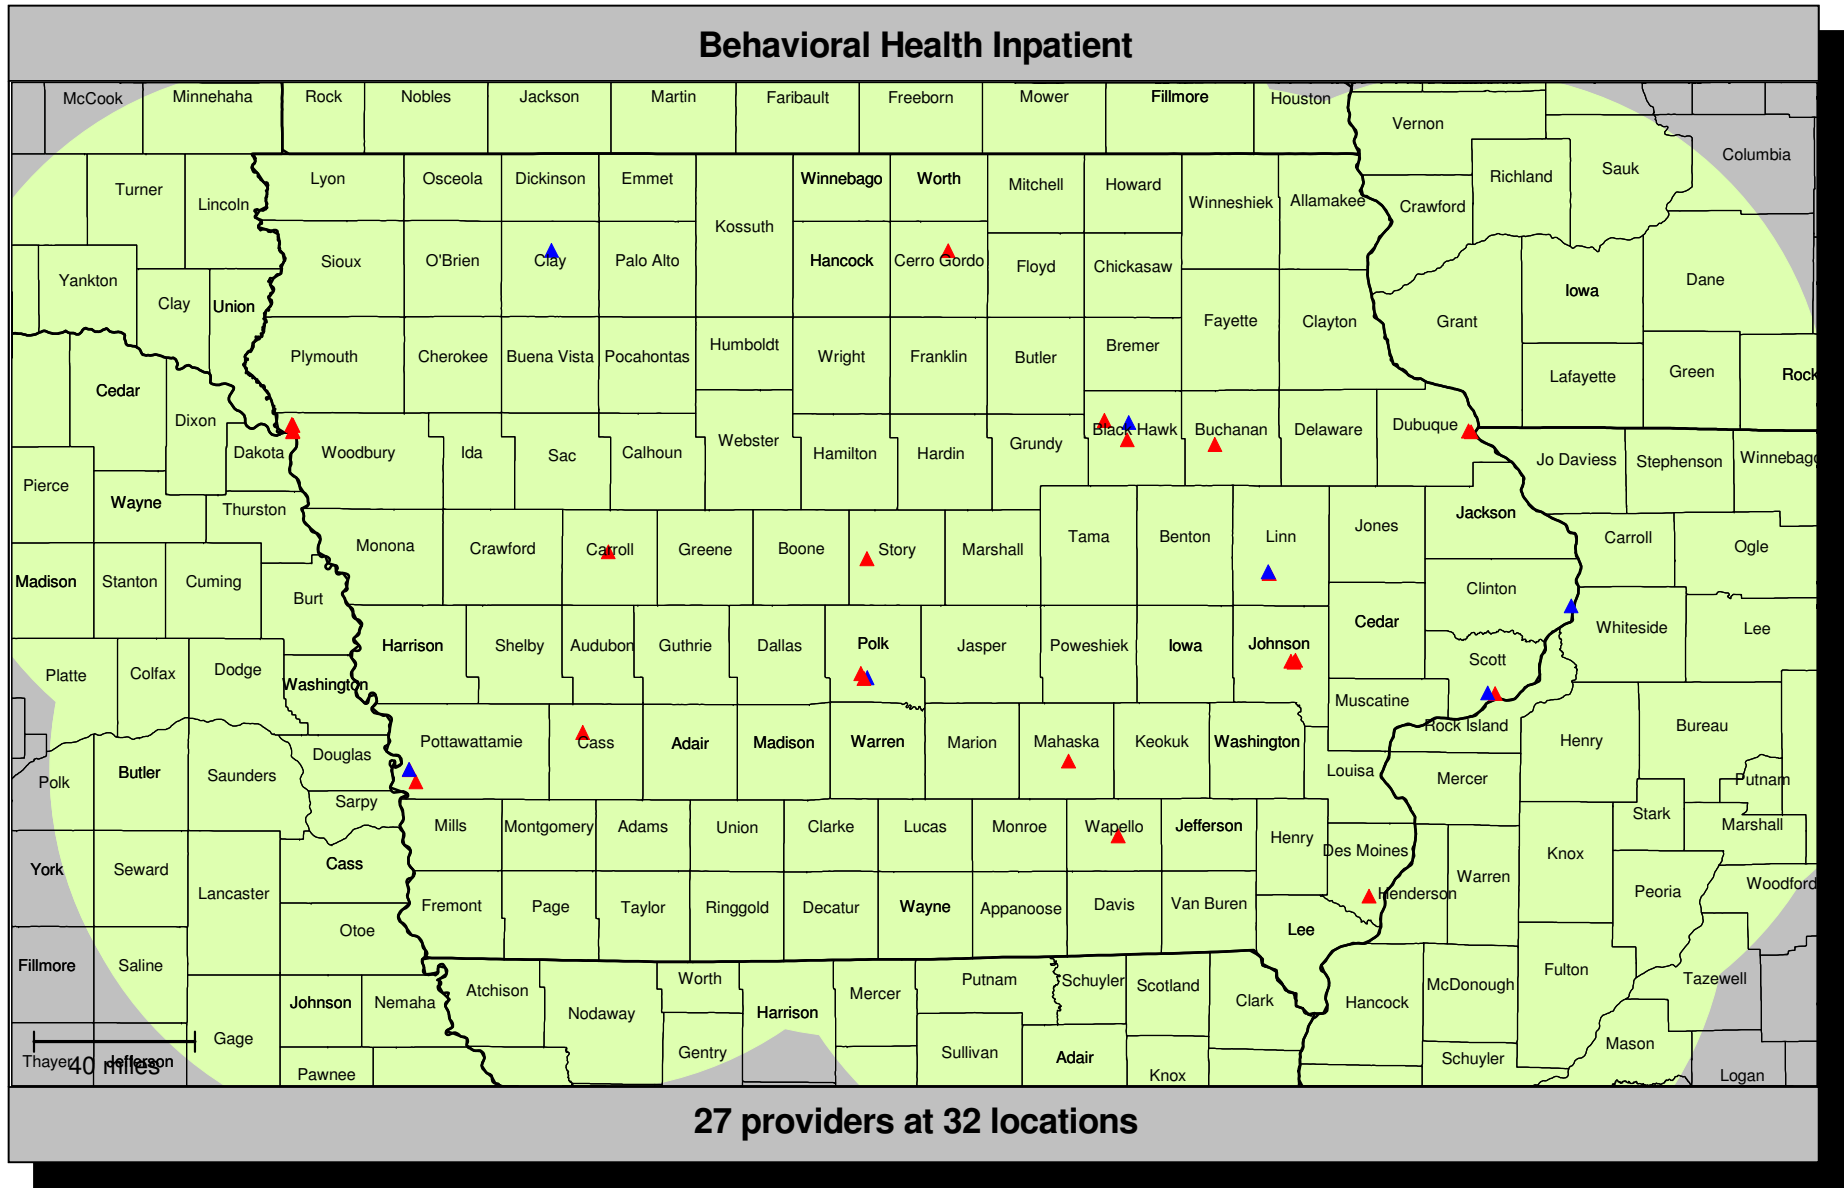 Behavioral Health Inpatient
McCook Minnehaha Rock Nobles Jackson Martin Faribault Freeborn Mower Fillmore Houston
Vernon
Columbia
Turner Lincoln Lyon Osceola Dickinson Emmet Winnebago Worth Mitchell Howard Winneshiek Allamakee Crawford Richland Sauk
Kossuth
Yankton Clay Union Sioux O'Brien Clay Palo Alto Hancock Cerro Gordo Floyd Chickasaw Iowa Dane
Fayette Clayton Grant
Plymouth Cherokee Buena Vista Pocahontas Humboldt Wright Franklin Butler Bremer
Cedar Lafayette Green Rock
Dixon Dakota Woodbury Ida Sac Calhoun Webster Hamilton Hardin Grundy Black Hawk Buchanan Delaware Dubuque Jo Daviess Stephenson Winnebago
Pierce Wayne Thurston
Monona Crawford Carroll Greene Boone Story Marshall Tama Benton Linn Jones Jackson Carroll Ogle
Madison Stanton Cuming Burt Clinton
Harrison Shelby Audubon Guthrie Dallas Polk Jasper Poweshiek Iowa Johnson Cedar Scott Whiteside Lee
Platte Colfax Dodge Washington Muscatine Rock Island
Douglas Pottawattamie Cass Adair Madison Warren Marion Mahaska Keokuk Washington Louisa Henry Bureau
Polk Butler Saunders Sarpy Mercer Putnam
Mills Montgomery Adams Union Clarke Lucas Monroe Wapello Jefferson Henry Des Moines Stark Marshall
York Seward Lancaster Cass Warren Knox Peoria Woodford
Fremont Page Taylor Ringgold Decatur Wayne Appanoose Davis Van Buren Lee Henderson
Otoe
Fillmore Saline Johnson Nemaha Atchison Nodaway Worth Harrison Mercer Putnam Schuyler Scotland Clark Hancock McDonough Fulton Tazewell
Gage Gentry Sullivan Adair Schuyler Mason
Thayer Jefferson Pawnee Knox Logan
40 miles
27 providers at 32 locations